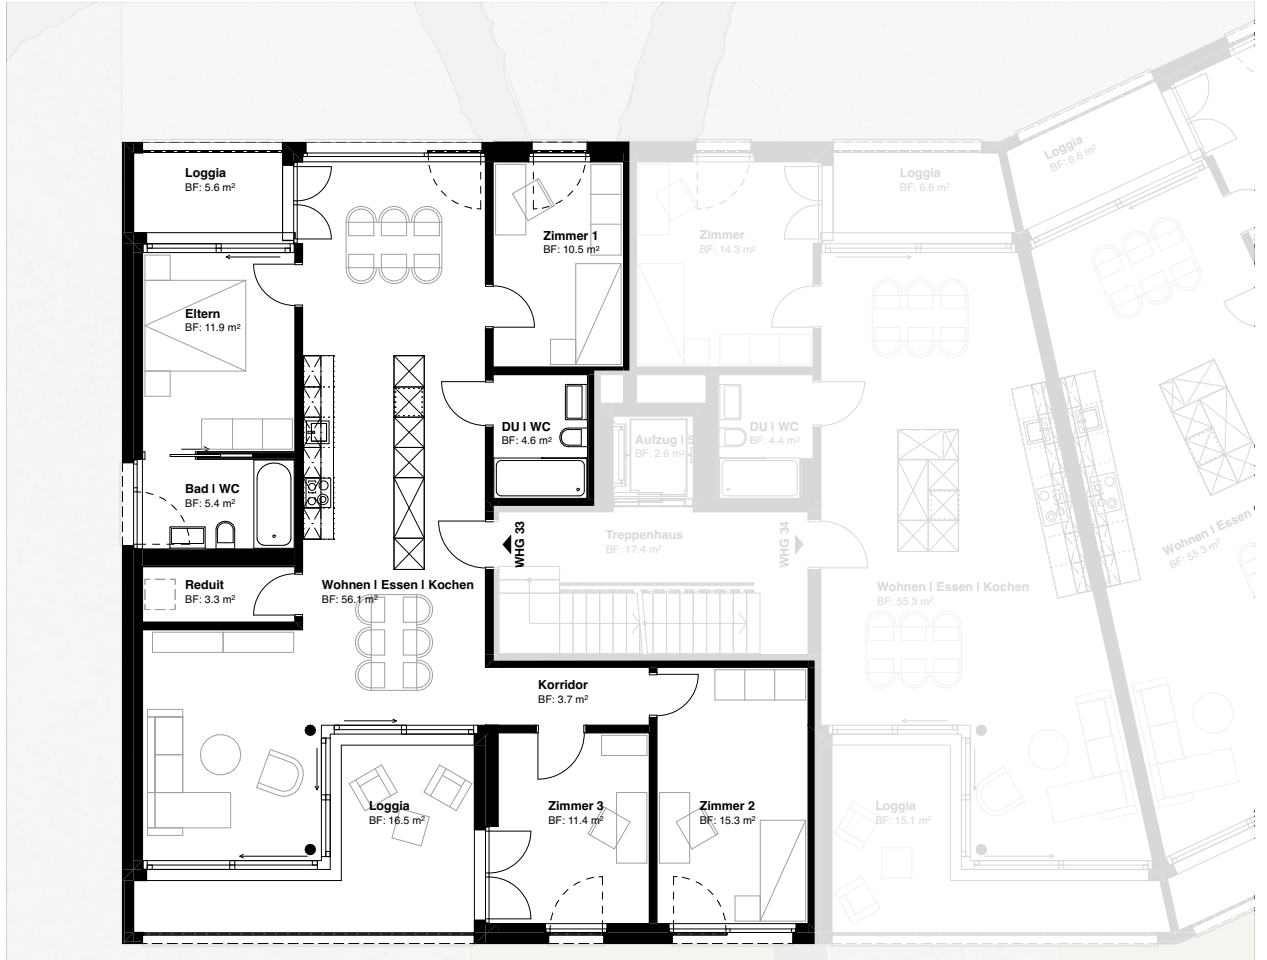 Loggia
BF: 5.6 m²
Zimmer 1
BF: 10.5 m²
Eltern
BF: 11.9 m²
DU | WC
BF: 4.6 m²
Bad | WC
BF: 5.4 m²
Reduit
BF: 3.3 m²
Wohnen | Essen | Kochen
BF: 56.1 m²
WHG 33
Korridor
BF: 3.7 m²
Loggia
BF: 16.5 m²
Zimmer 3
BF: 11.4 m²
Zimmer 2
BF: 15.3 m²
Zimmer
BF: 14.3 m²
Loggia
BF: 6.6 m²
Loggia
BF: 6.6 m²
Aufzug | 5
BF: 2.6 m²
DU | WC
BF: 4.4 m²
Treppenhaus
BF: 17.4 m²
WHG 34
Wohnen | Essen | Kochen
BF: 55.3 m²
Wohnen | Essen
BF: 55.3 m²
Loggia
BF: 15.1 m²